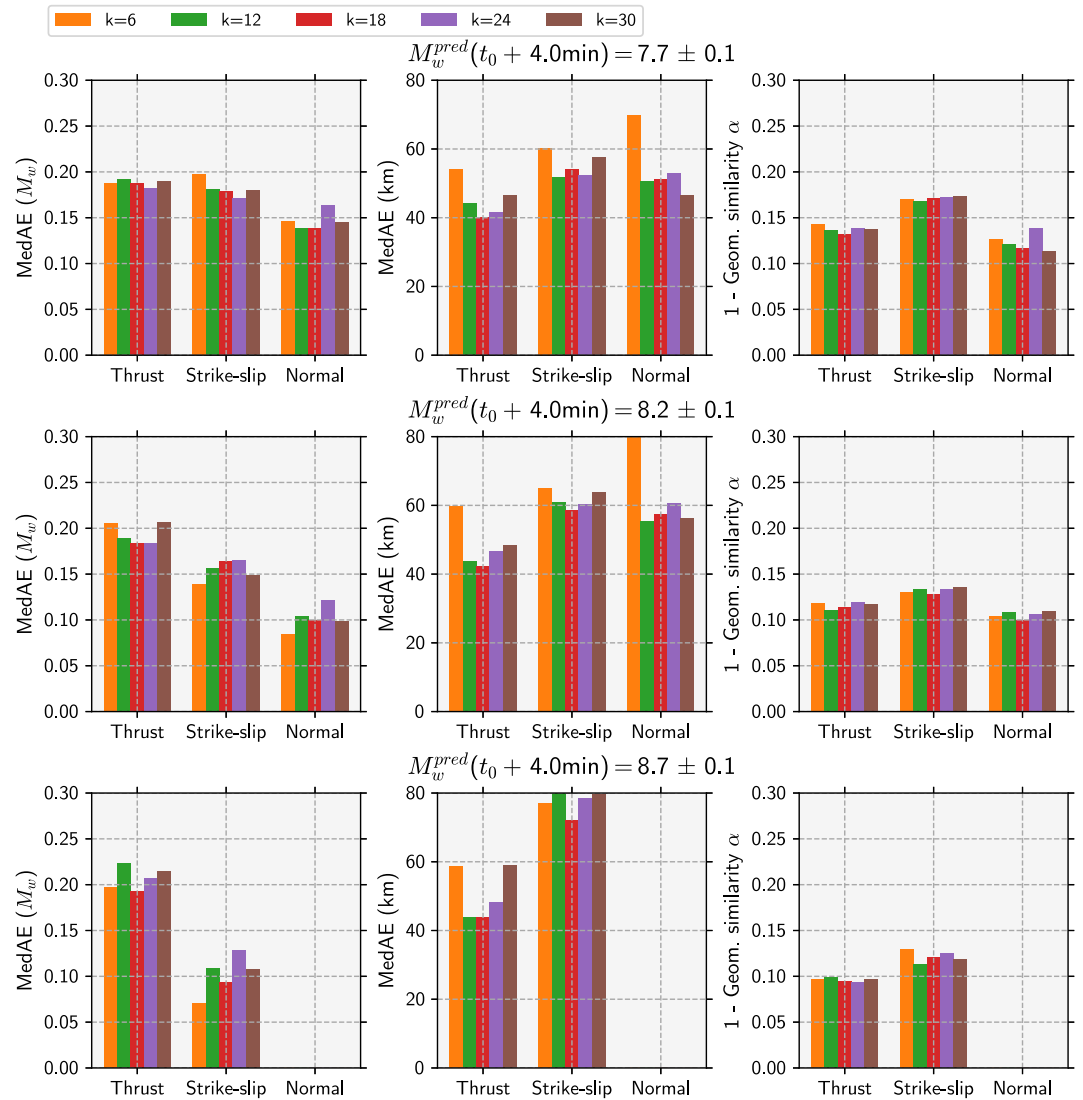 k=6 k=12 k=18 k=24 k=30
M_w^{pred}(t_0 + 4.0min) = 7.7 ± 0.1
MedAE (M_w)
0.30
0.25
0.20
0.15
0.10
0.05
0.00
Thrust Strike-slip Normal
MedAE (km)
80
60
40
20
0
Thrust Strike-slip Normal
1 - Geom. similarity α
0.30
0.25
0.20
0.15
0.10
0.05
0.00
Thrust Strike-slip Normal
M_w^{pred}(t_0 + 4.0min) = 8.2 ± 0.1
MedAE (M_w)
0.30
0.25
0.20
0.15
0.10
0.05
0.00
Thrust Strike-slip Normal
MedAE (km)
80
60
40
20
0
Thrust Strike-slip Normal
1 - Geom. similarity α
0.30
0.25
0.20
0.15
0.10
0.05
0.00
Thrust Strike-slip Normal
M_w^{pred}(t_0 + 4.0min) = 8.7 ± 0.1
MedAE (M_w)
0.30
0.25
0.20
0.15
0.10
0.05
0.00
Thrust Strike-slip Normal
MedAE (km)
80
60
40
20
0
Thrust Strike-slip Normal
1 - Geom. similarity α
0.30
0.25
0.20
0.15
0.10
0.05
0.00
Thrust Strike-slip Normal